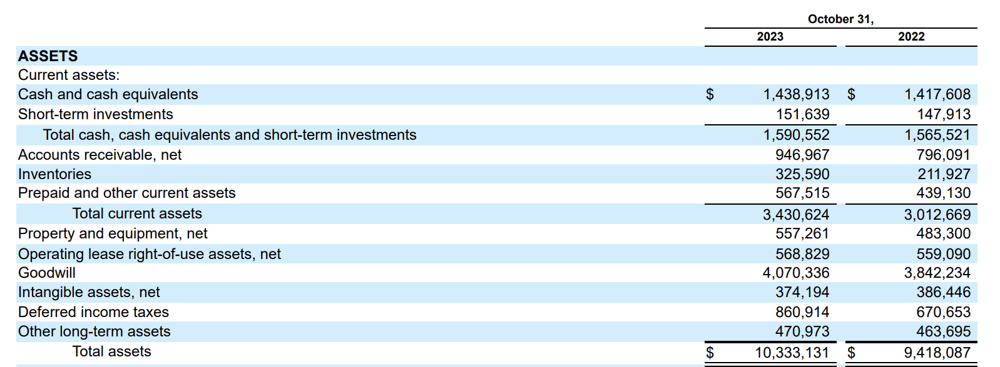 October 31,
2023 2022
ASSETS
Current assets:
Cash and cash equivalents $ 1,438,913 $ 1,417,608
Short-term investments 151,639 147,913
Total cash, cash equivalents and short-term investments 1,590,552 1,565,521
Accounts receivable, net 946,967 796,091
Inventories 325,590 211,927
Prepaid and other current assets 567,515 439,130
Total current assets 3,430,624 3,012,669
Property and equipment, net 557,261 483,300
Operating lease right-of-use assets, net 568,829 559,090
Goodwill 4,070,336 3,842,234
Intangible assets, net 374,194 386,446
Deferred income taxes 860,914 670,653
Other long-term assets 470,973 463,695
Total assets $ 10,333,131 $ 9,418,087